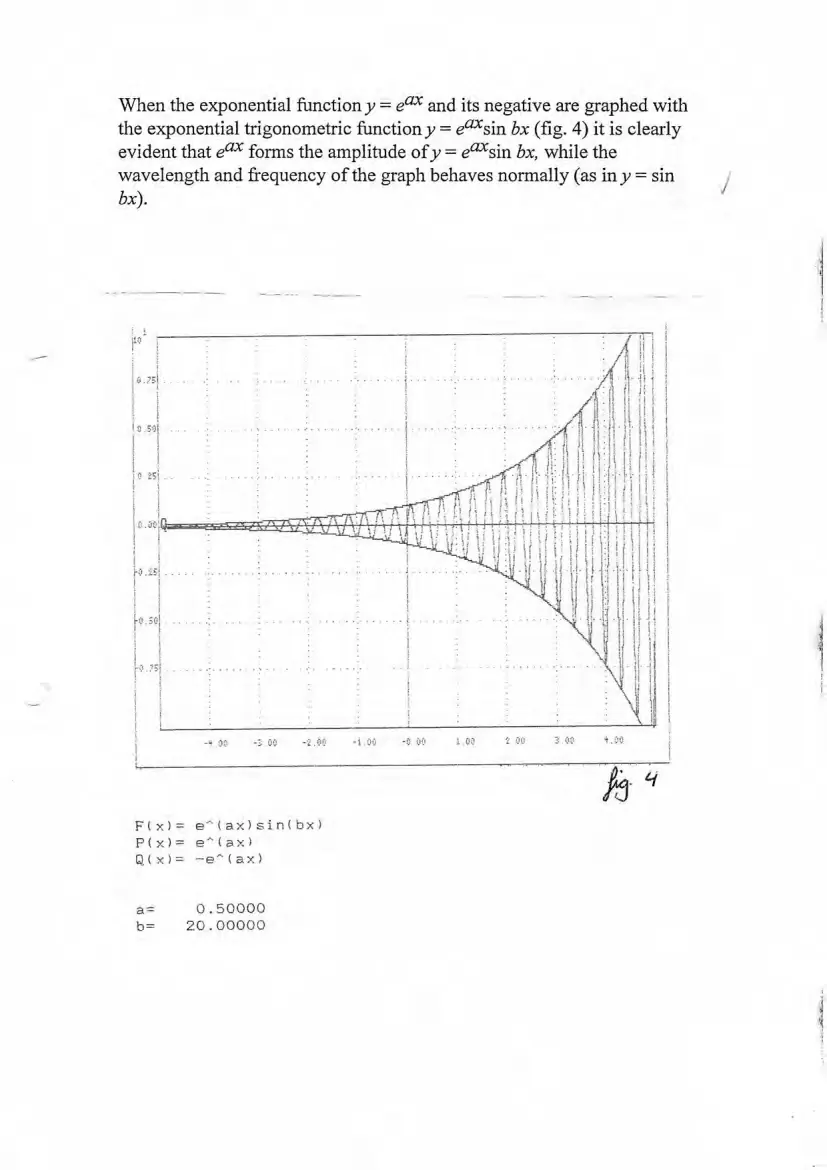 When the exponential function y = e^ax and its negative are graphed with
the exponential trigonometric function y = e^ax sin bx (fig. 4) it is clearly
evident that e^ax forms the amplitude of y = e^ax sin bx, while the
wavelength and frequency of the graph behaves normally (as in y = sin
bx).
10^1
0.75
0.50
0.25
0.00
-0.25
-0.50
-0.75
-4.00 -3.00 -2.00 -1.00 -0.00 1.00 2.00 3.00 4.00
fig. 4
F(x)= e^(ax)sin(bx)
P(x)= e^(ax)
Q(x)= -e^(ax)
a= 0.50000
b= 20.00000